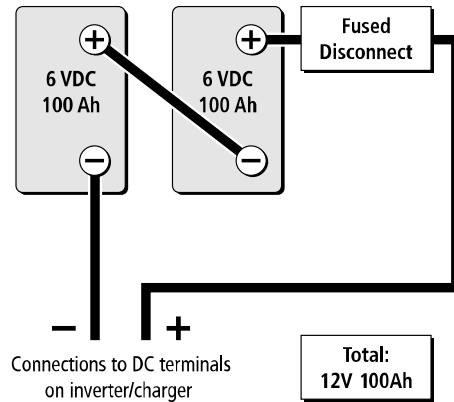 +
+
Fused
Disconnect
6 VDC
100 Ah
6 VDC
100 Ah
−
−
− +
Connections to DC terminals
on inverter/charger
Total:
12V 100Ah